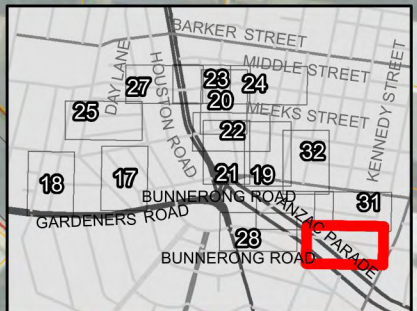 BARKER STREET
DAY LANE
HOUSTON ROAD
MIDDLE STREET
KENNEDY STREET
23
24
27
20
25
MEEKS STREET
22
32
18
17
21
19
BUNNERONG ROAD
31
GARDENERS ROAD
ANZAC PARADE
28
BUNNERONG ROAD